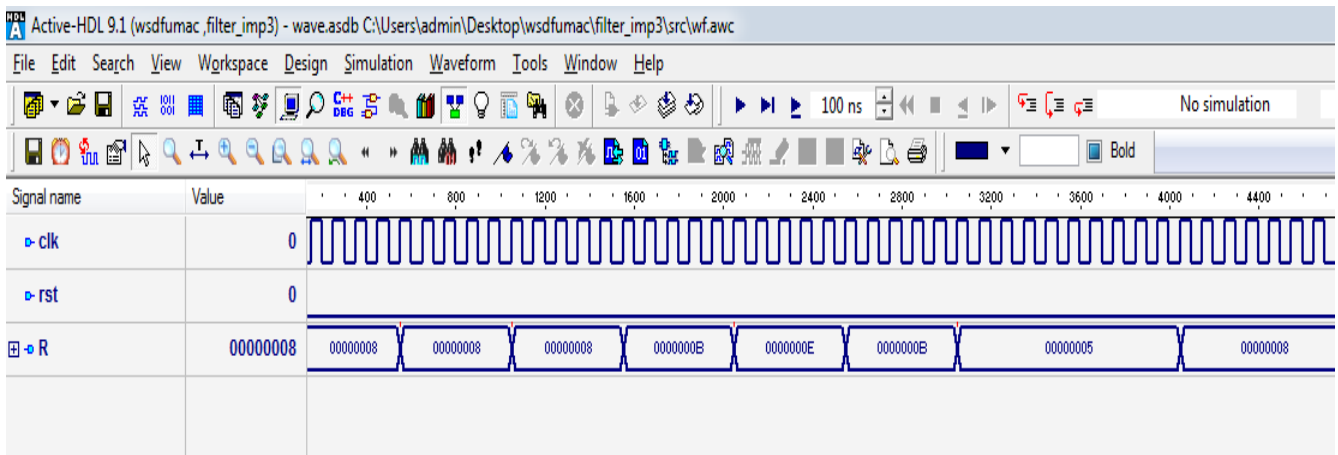 Active-HDL 9.1 (wsdfumac ,filter_imp3) - wave.asdb C:\Users\admin\Desktop\wsdfumac\filter_imp3\src\wf.awc
File Edit Search View Workspace Design Simulation Waveform Tools Window Help
C++ DBG 100 ns No simulation
Bold
Signal name Value 400 800 1200 1600 2000 2400 2800 3200 3600 4000 4400
clk 0
rst 0
R 00000008 00000008 00000008 00000008 0000000B 0000000E 0000000B 00000005 00000008